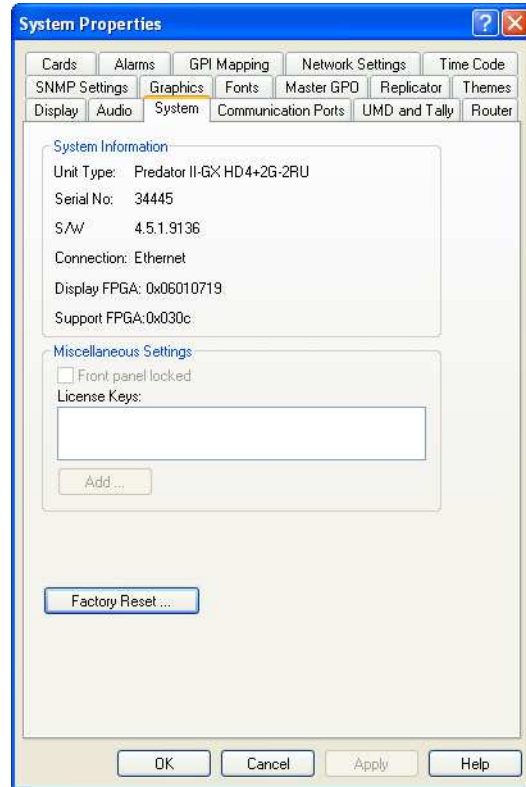 System Properties
Cards Alarms GPI Mapping Network Settings Time Code
SNMP Settings Graphics Fonts Master GPO Replicator Themes
Display Audio System Communication Ports UMD and Tally Router
System Information
Unit Type: Predator II-GX HD4+2G-2RU
Serial No: 34445
S/W 4.5.1.9136
Connection: Ethernet
Display FPGA: 0x06010719
Support FPGA:0x030c
Miscellaneous Settings
Front panel locked
License Keys:
Add ...
Factory Reset ...
OK Cancel Apply Help